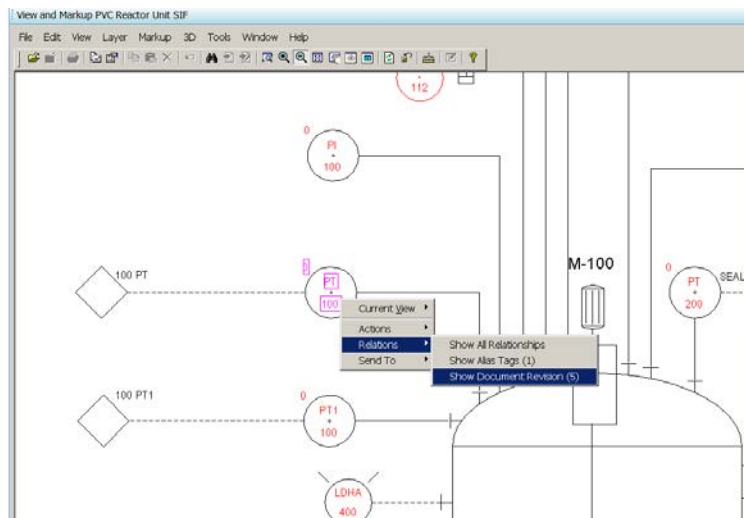 View and Markup PVC Reactor Unit SIF
File Edit View Layer Markup 3D Tools Window Help
112
0
PI
100
100 PT
0
PT
100
M-100
0
PT
200
SEAL
Current View
Actions
Relations
Send To
Show All Relationships
Show Alias Tags (1)
Show Document Revision (5)
100 PT1
0
PT1
100
LDHA
400